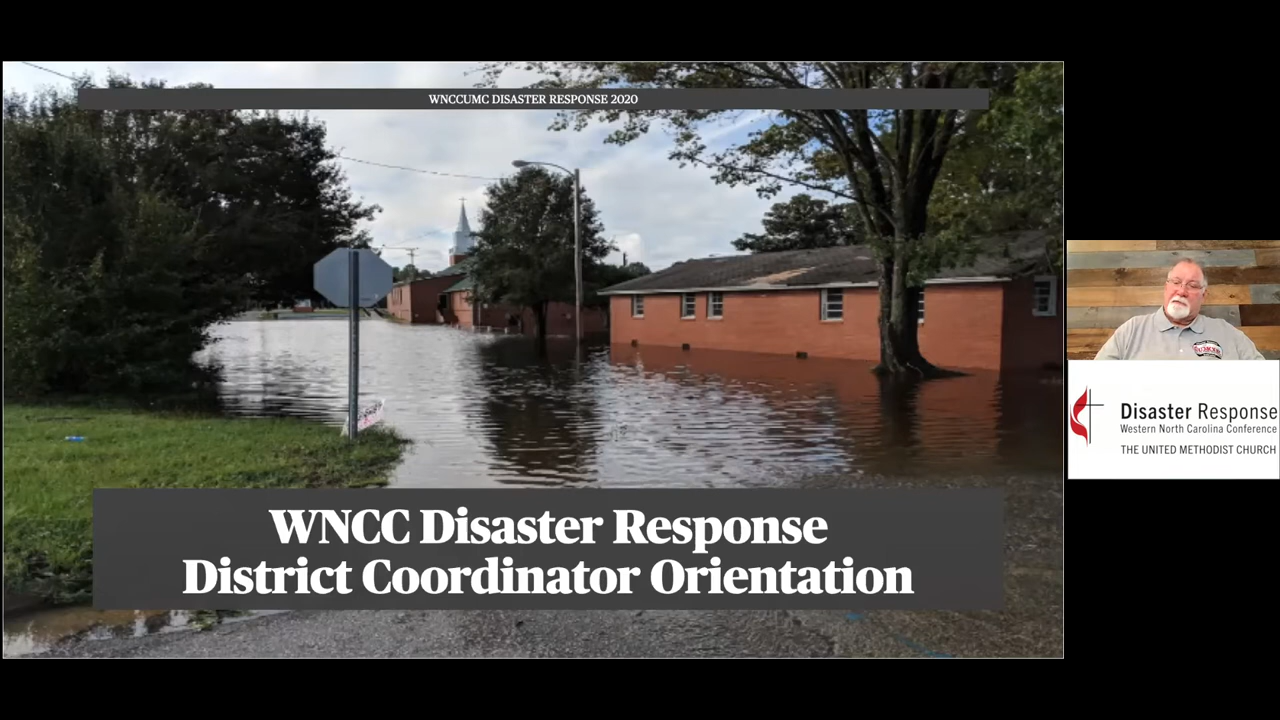 WNCCUMC DISASTER RESPONSE 2020
WNCC Disaster Response
District Coordinator Orientation
Disaster Response
Western North Carolina Conference
THE UNITED METHODIST CHURCH